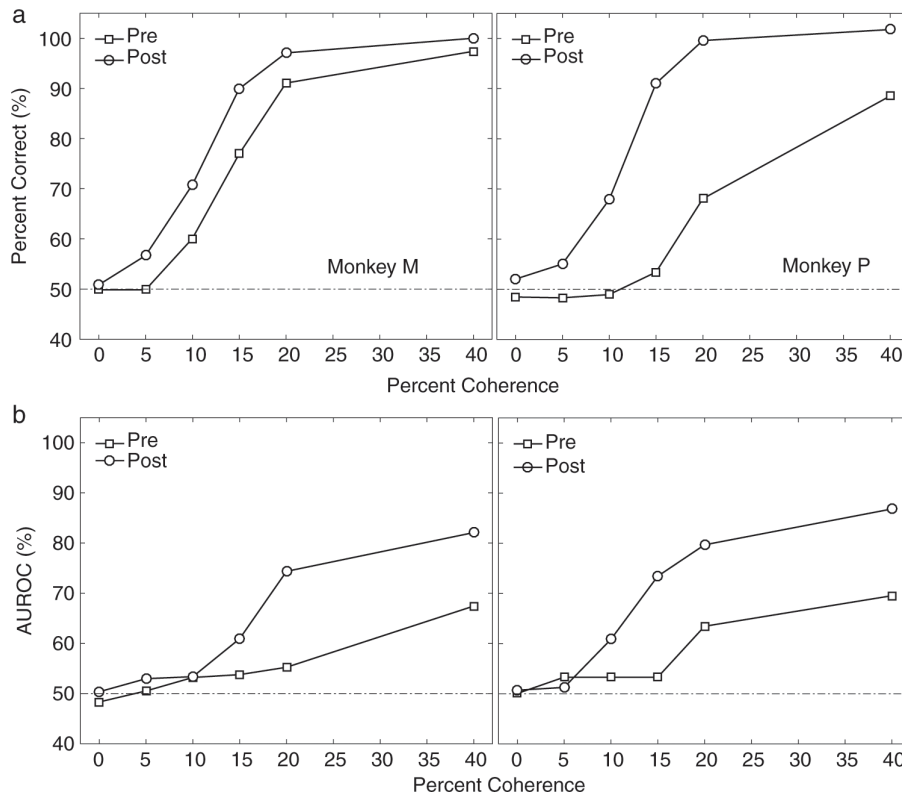 a
Pre
Post
Pre
Post
100
90
80
70
60
50
40
Percent Correct (%)
Monkey M
Monkey P
0 5 10 15 20 25 30 35 40
0 5 10 15 20 25 30 35 40
Percent Coherence
b
Pre
Post
Pre
Post
100
90
80
70
60
50
40
AUROC (%)
0 5 10 15 20 25 30 35 40
0 5 10 15 20 25 30 35 40
Percent Coherence